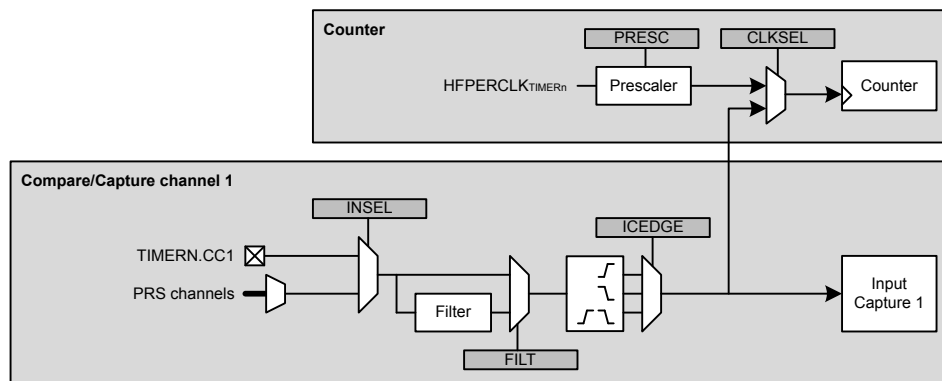 Counter
PRESC
CLKSEL
HFPERCLKTIMERn
Prescaler
Counter
Compare/Capture channel 1
INSEL
ICEDGE
TIMERN.CC1
PRS channels
Filter
Input
Capture 1
FILT